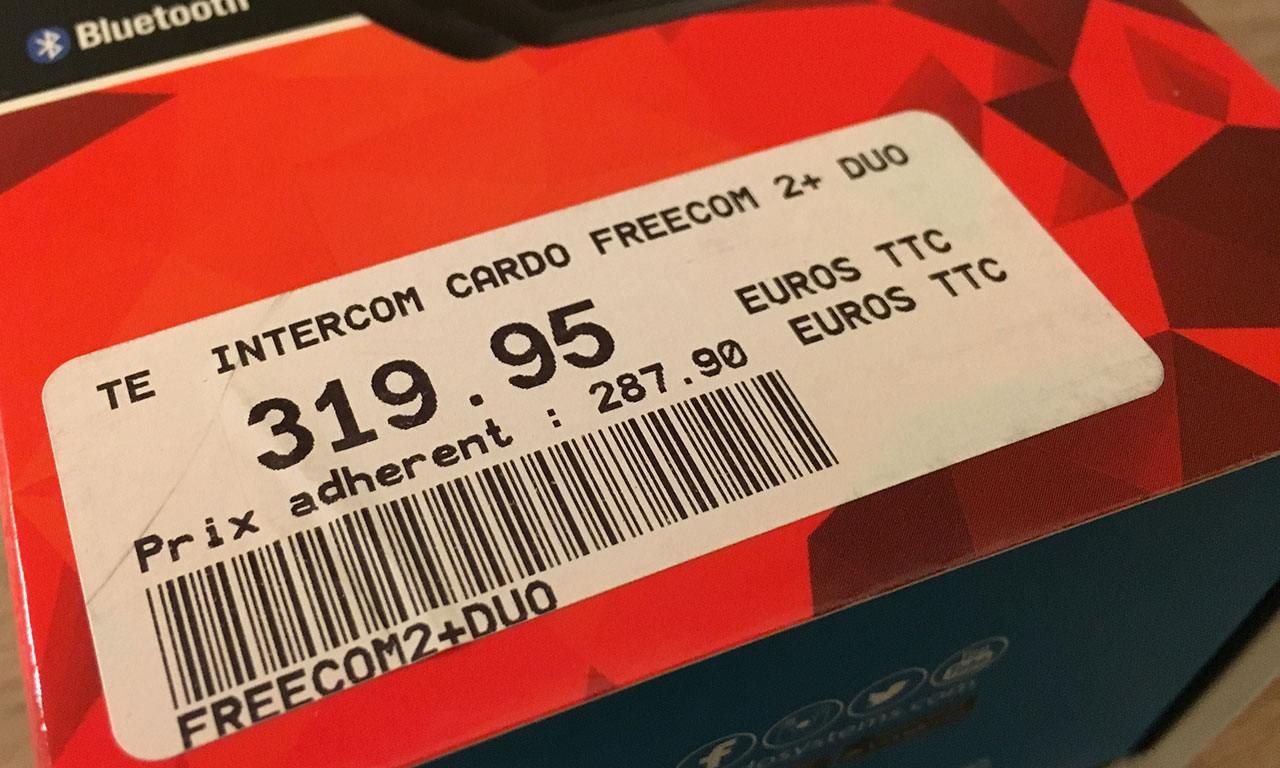 Bluetooth
TE INTERCOM CARDO FREECOM 2+ DUO
319.95 EUROS TTC
Prix adherent : 287.90 EUROS TTC
FREECOM2+DUO